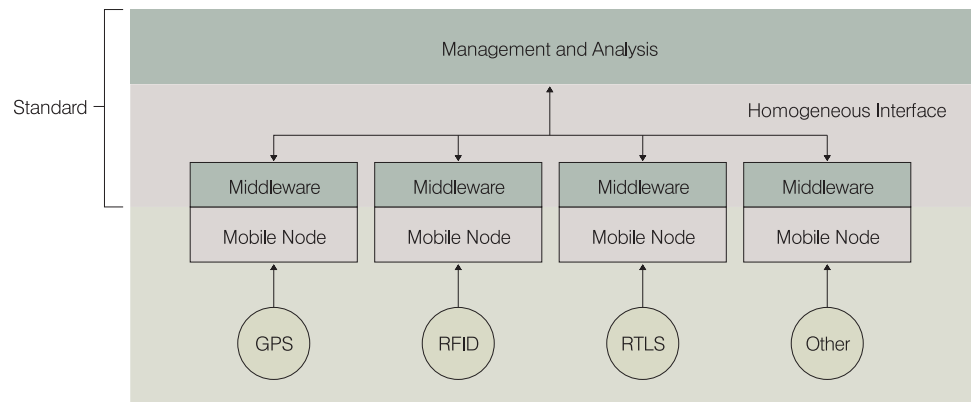 Management and Analysis
Standard
Homogeneous Interface
Middleware
Middleware
Middleware
Middleware
Mobile Node
Mobile Node
Mobile Node
Mobile Node
GPS
RFID
RTLS
Other